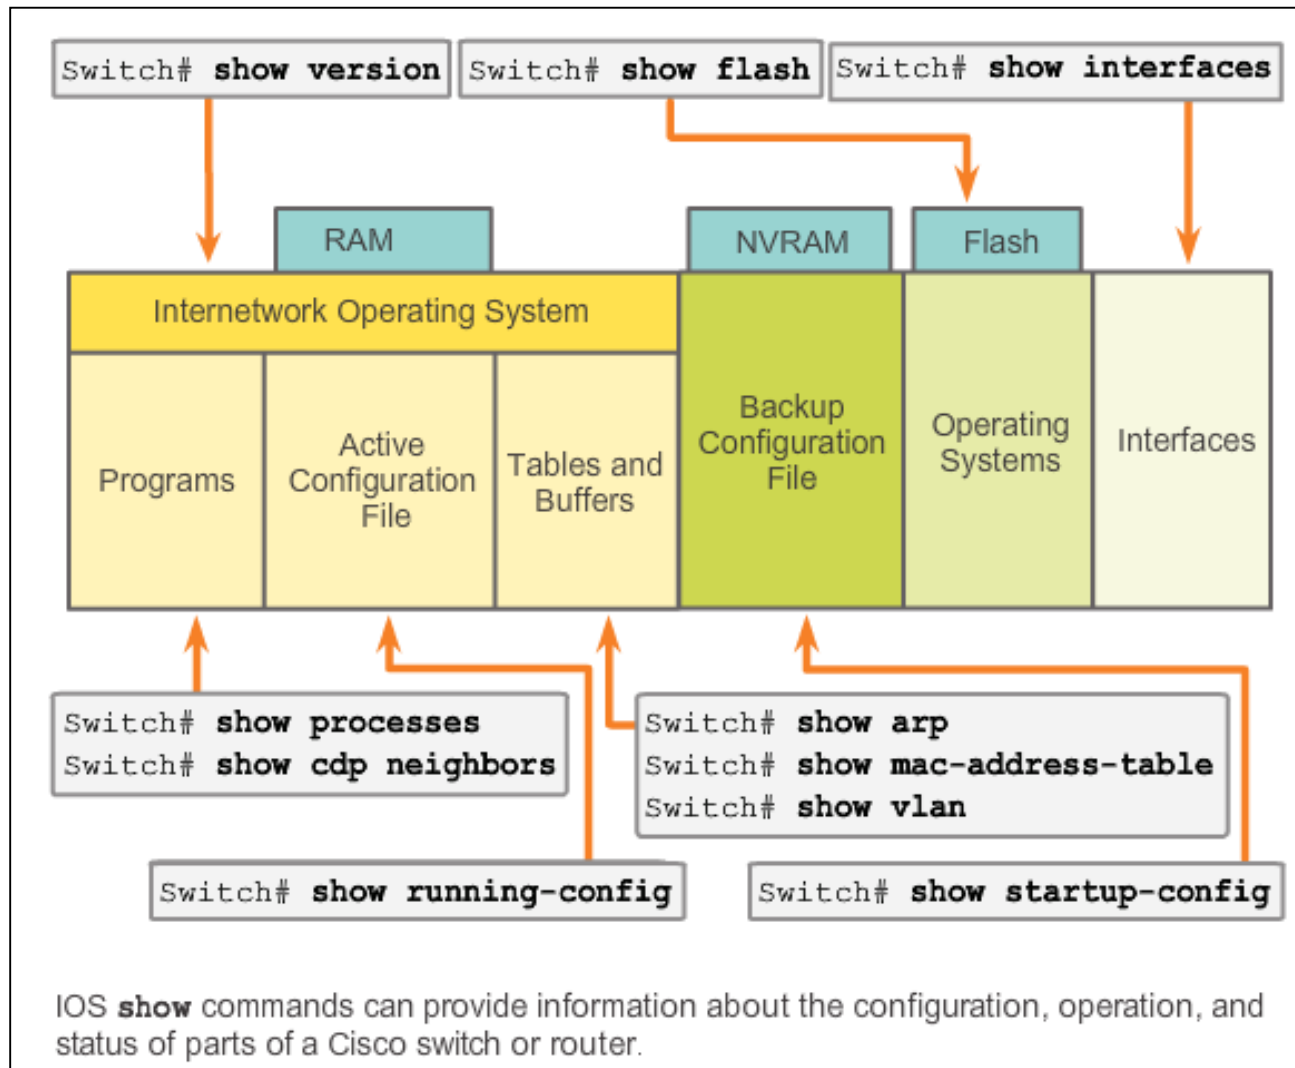 Switch# show version
Switch# show flash
Switch# show interfaces
RAM
NVRAM
Flash
Internetwork Operating System
Programs
Active
Configuration
File
Tables and
Buffers
Backup
Configuration
File
Operating
Systems
Interfaces
Switch# show processes
Switch# show cdp neighbors
Switch# show arp
Switch# show mac-address-table
Switch# show vlan
Switch# show running-config
Switch# show startup-config
IOS show commands can provide information about the configuration, operation, and
status of parts of a Cisco switch or router.